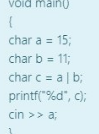 void main()
{
char a = 15;
char b = 11;
char c = a | b;
printf("%d", c);
cin >> a;
}